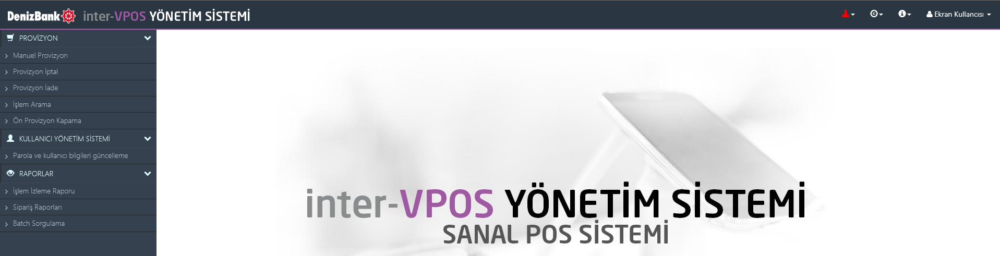 DenizBank inter-VPOS YÖNETİM SİSTEMİ
Ekran Kullanıcısı
PROVİZYON
Manuel Provizyon
Provizyon İptal
Provizyon İade
İşlem Arama
Ön Provizyon Kapama
KULLANICI YÖNETİM SİSTEMİ
Parola ve kullanıcı bilgileri güncelleme
RAPORLAR
İşlem İzleme Raporu
Sipariş Raporları
Batch Sorgulama
inter-VPOS YÖNETİM SİSTEMİ
SANAL POS SİSTEMİ